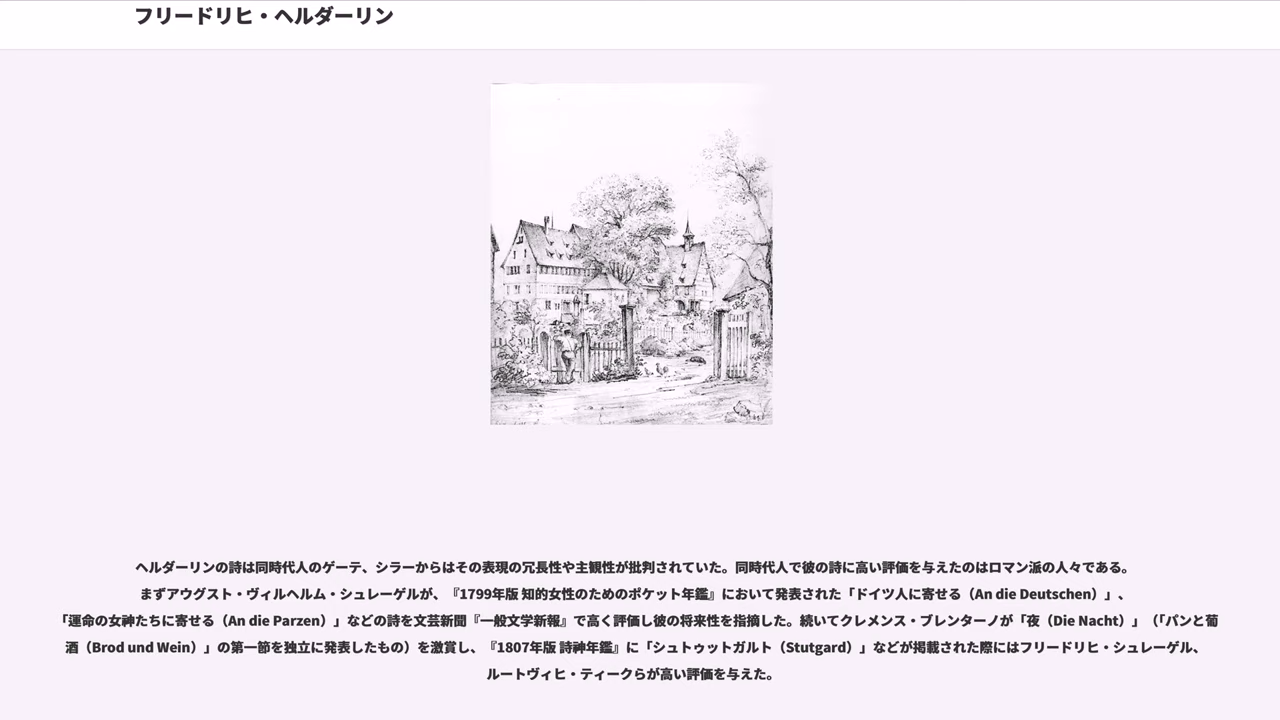 フリードリヒ・ヘルダーリン
ヘルダーリンの詩は同時代人のゲーテ、シラーからはその表現の冗長性や主観性が批判されていた。同時代人で彼の詩に高い評価を与えたのはロマン派の人々である。
まずアウグスト・ヴィルヘルム・シュレーゲルが、『1799年版 知的女性のためのポケット年鑑』において発表された「ドイツ人に寄せる（An die Deutschen）」、
「運命の女神たちに寄せる（An die Parzen）」などの詩を文芸新聞『一般文学新報』で高く評価し彼の将来性を指摘した。続いてクレメンス・ブレンターノが「夜（Die Nacht）」（「パンと葡
酒（Brod und Wein）」の第一節を独立に発表したもの）を激賞し、『1807年版 詩神年鑑』に「シュトゥットガルト（Stutgard）」などが掲載された際にはフリードリヒ・シュレーゲル、
ルートヴィヒ・ティークらが高い評価を与えた。